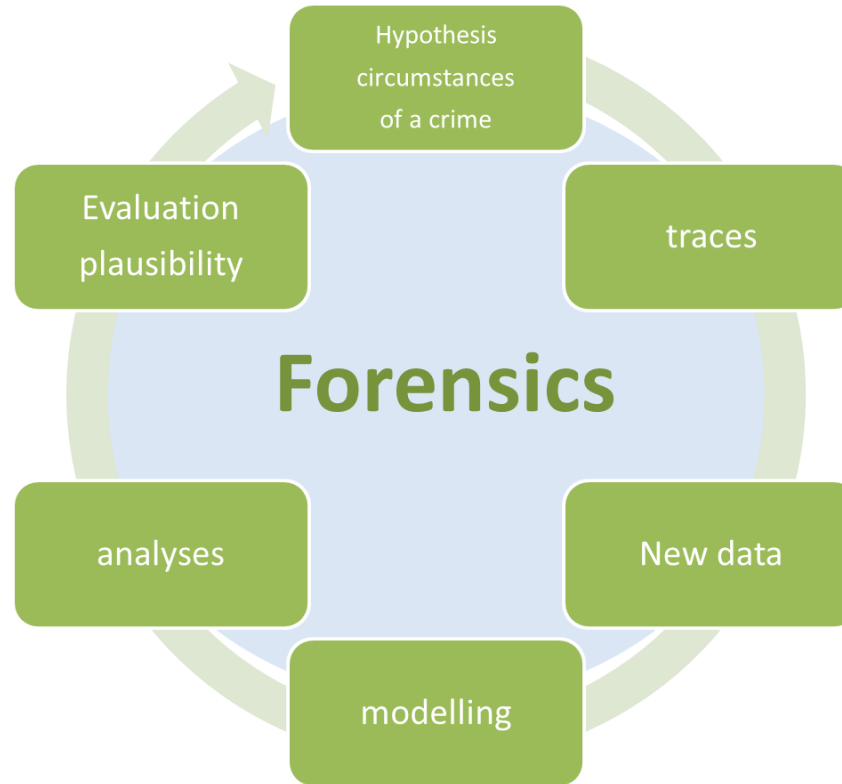 Hypothesis
circumstances
of a crime
traces
New data
modelling
analyses
Evaluation
plausibility
Forensics